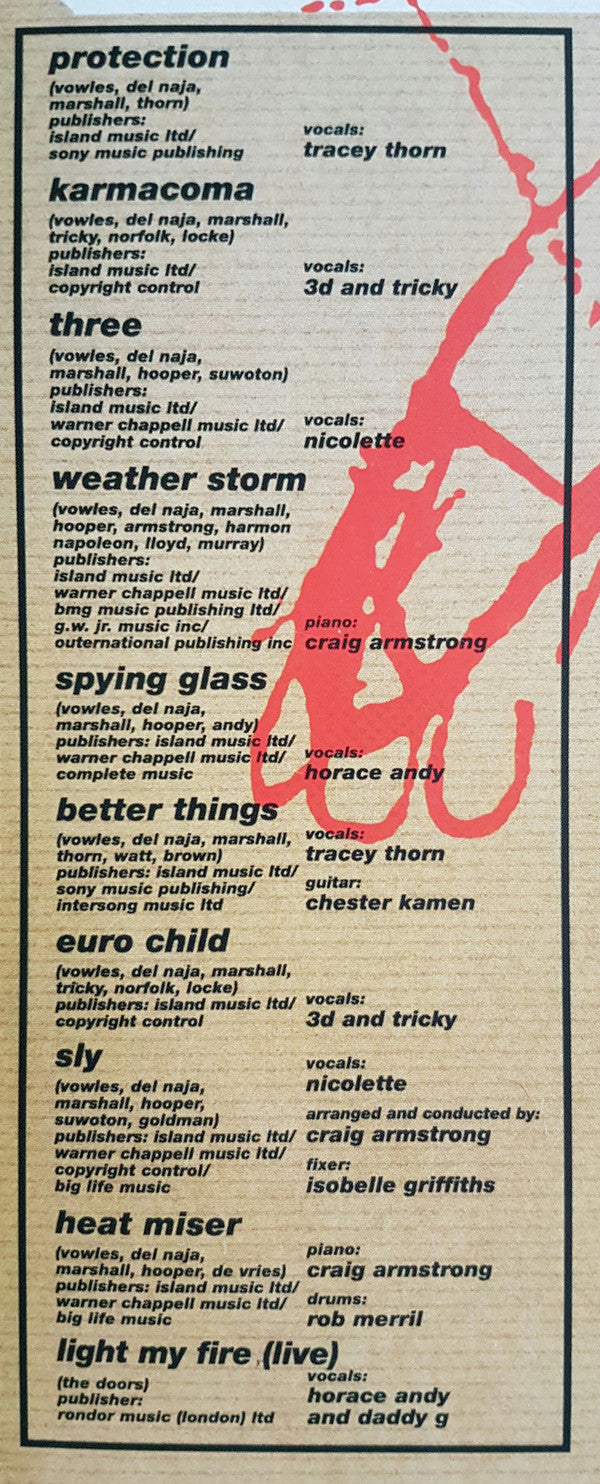 protection
(vowles, del naja,
marshall, thorn)
publishers:
island music ltd/
sony music publishing
vocals:
tracey thorn
karmacoma
(vowles, del naja, marshall,
tricky, norfolk, locke)
publishers:
island music ltd/
copyright control
vocals:
3d and tricky
three
(vowles, del naja,
marshall, hooper, suwoton)
publishers:
island music ltd/
warner chappell music ltd/
copyright control
vocals:
nicolette
weather storm
(vowles, del naja, marshall,
hooper, armstrong, harmon
napoleon, lloyd, murray)
publishers:
island music ltd/
warner chappell music ltd/
bmg music publishing ltd/
g.w. jr. music inc/
outernational publishing inc
piano:
craig armstrong
spying glass
(vowles, del naja,
marshall, hooper, andy)
publishers: island music ltd/
warner chappell music ltd/
complete music
vocals:
horace andy
better things
(vowles, del naja, marshall,
thorn, watt, brown)
publishers: island music ltd/
sony music publishing/
intersong music ltd
vocals:
tracey thorn
guitar:
chester kamen
euro child
(vowles, del naja, marshall,
tricky, norfolk, locke)
publishers: island music ltd/
copyright control
vocals:
3d and tricky
sly
(vowles, del naja,
marshall, hooper,
suwoton, goldman)
publishers: island music ltd/
warner chappell music ltd/
copyright control/
big life music
vocals:
nicolette
arranged and conducted by:
craig armstrong
fixer:
isobelle griffiths
heat miser
(vowles, del naja,
marshall, hooper, de vries)
publishers: island music ltd/
warner chappell music ltd/
big life music
piano:
craig armstrong
drums:
rob merril
light my fire (live)
(the doors)
publisher:
rondor music (london) ltd
vocals:
horace andy
and daddy g